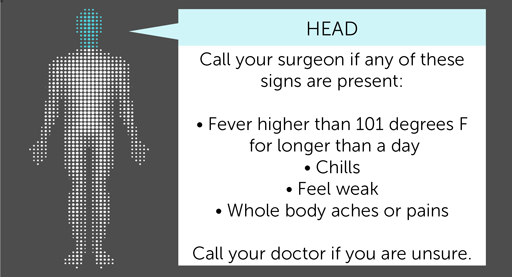 HEAD
Call your surgeon if any of these
signs are present:
• Fever higher than 101 degrees F
for longer than a day
• Chills
• Feel weak
• Whole body aches or pains
Call your doctor if you are unsure.